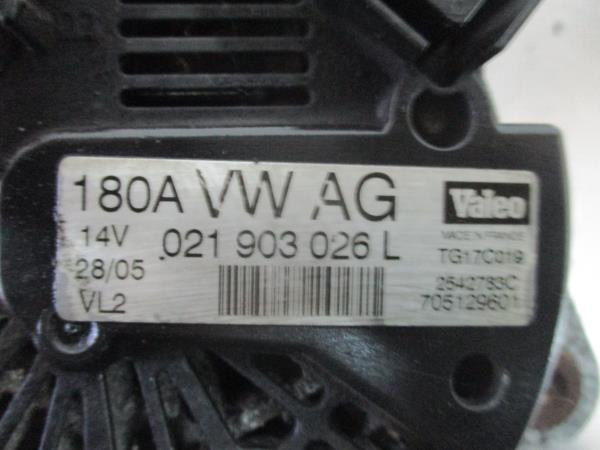 180A VW AG Valeo
14V 021 903 026 L MADE IN FRANCE
28/05 TG17C019
VL2 2542783C
705129601